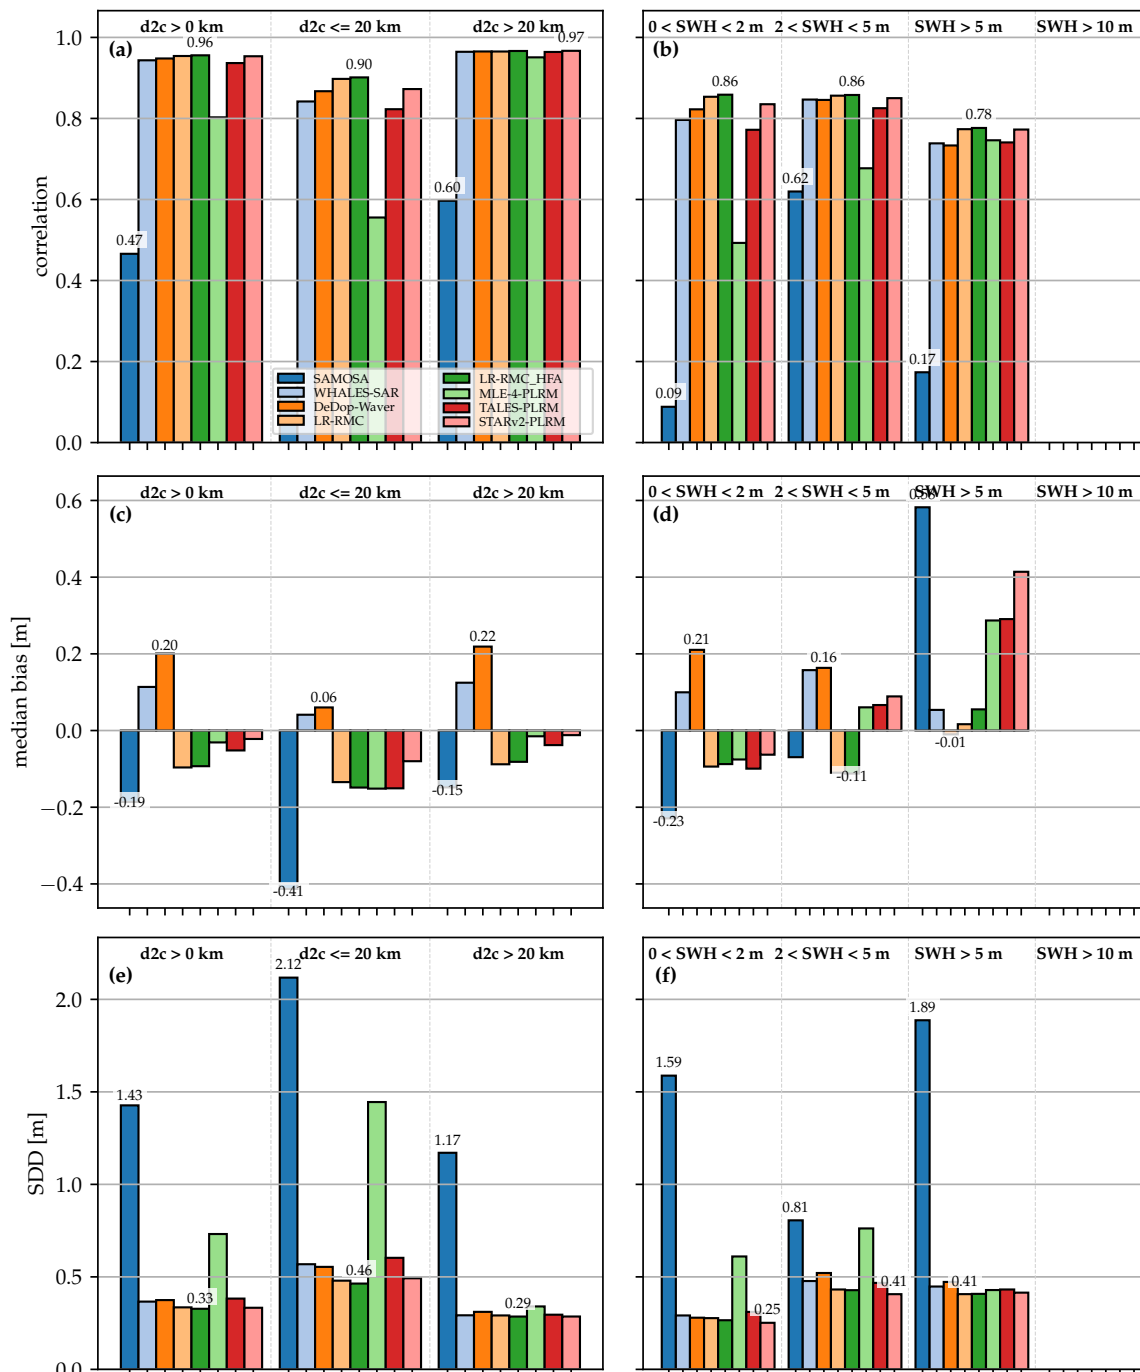 d2c > 0 km d2c <= 20 km d2c > 20 km
(a)
correlation
1.0
0.8
0.6
0.4
0.2
0.0
0.47
0.96
0.90
0.60
0.97
SAMOSA
WHALES-SAR
DeDop-Waver
LR-RMC
LR-RMC_HFA
MLE-4-PLRM
TALES-PLRM
STARv2-PLRM
0 < SWH < 2 m 2 < SWH < 5 m SWH > 5 m SWH > 10 m
(b)
0.09
0.86
0.62
0.86
0.17
0.78
d2c > 0 km d2c <= 20 km d2c > 20 km
(c)
median bias [m]
0.6
0.4
0.2
0.0
−0.2
−0.4
-0.19
0.20
-0.41
0.06
-0.15
0.22
0 < SWH < 2 m 2 < SWH < 5 m SWH > 5 m SWH > 10 m
(d)
-0.23
0.21
0.16
-0.11
0.58
-0.01
d2c > 0 km d2c <= 20 km d2c > 20 km
(e)
SDD [m]
2.0
1.5
1.0
0.5
0.0
1.43
0.33
2.12
0.46
1.17
0.29
0 < SWH < 2 m 2 < SWH < 5 m SWH > 5 m SWH > 10 m
(f)
1.59
0.25
0.81
0.41
1.89
0.41